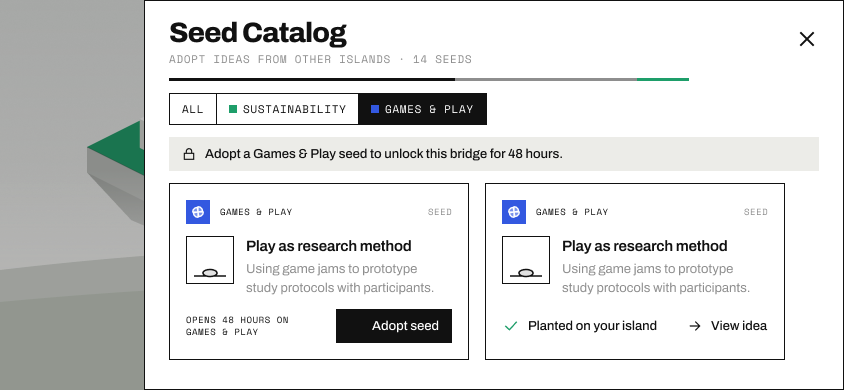 Seed Catalog
ADOPT IDEAS FROM OTHER ISLANDS · 14 SEEDS
ALL
SUSTAINABILITY
GAMES & PLAY
Adopt a Games & Play seed to unlock this bridge for 48 hours.
GAMES & PLAY
SEED
Play as research method
Using game jams to prototype
study protocols with participants.
OPENS 48 HOURS ON
GAMES & PLAY
Adopt seed
GAMES & PLAY
SEED
Play as research method
Using game jams to prototype
study protocols with participants.
Planted on your island
View idea